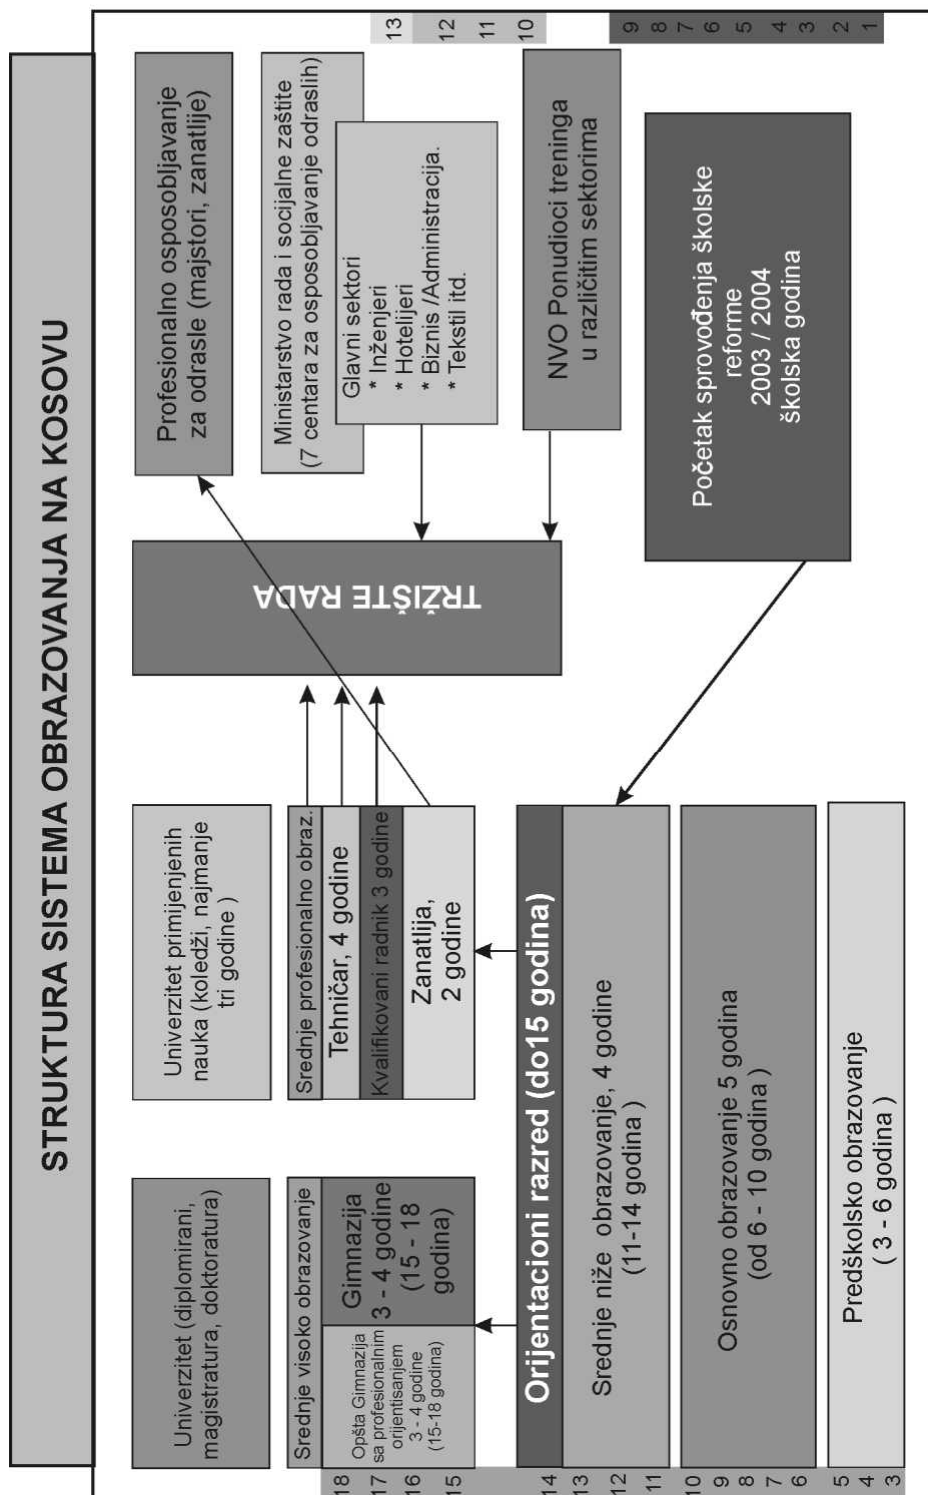 STRUKTURA SISTEMA OBRAZOVANJA NA KOSOVU
Univerzitet (diplomirani,
magistratura, doktoratura)
Univerzitet primijenjenih
nauka (koledži, najmanje
tri godine )
Profesionalno osposobljavanje
za odrasle (majstori, zanatlije)
Ministarstvo rada i socijalne zaštite
(7 centara za osposobljavanje odraslih)
Glavni sektori
* Inženjeri
* Hotelijeri
* Biznis /Administracija.
* Tekstil itd.
NVO Ponudioci treninga
u različitim sektorima
TRŽIŠTE RADA
Srednje visoko obrazovanje
Opšta Gimnazija
sa profesionalnim
orijentisanjem
3 - 4 godine
(15-18 godina)
Gimnazija
3 - 4 godine
(15 - 18
godina)
Srednje profesionalno obraz.
Tehničar, 4 godine
Kvalifikovani radnik 3 godine
Zanatlija,
2 godine
Orijentacioni razred (do15 godina)
Srednje niže obrazovanje, 4 godine
(11-14 godina )
Osnovno obrazovanje 5 godina
(od 6 - 10 godina )
Predškolsko obrazovanje
( 3 - 6 godina )
Početak sprovođenja školske
reforme
2003 / 2004
školska godina
18
17
16
15
14
13
12
11
10
9
8
7
6
5
4
3
13
12
11
10
9
8
7
6
5
4
3
2
1